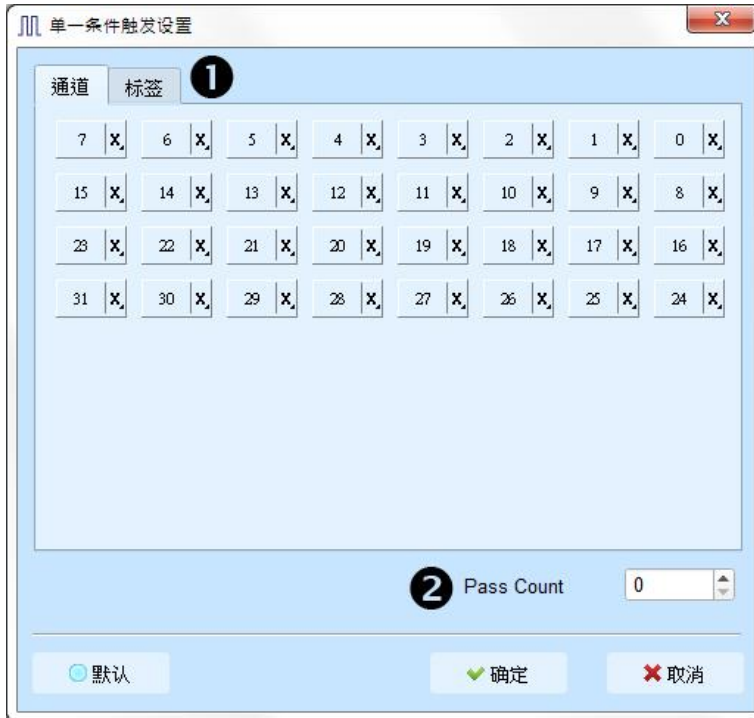 单一条件触发设置
通道 标签 ❶
7 X 6 X 5 X 4 X 3 X 2 X 1 X 0 X
15 X 14 X 13 X 12 X 11 X 10 X 9 X 8 X
23 X 22 X 21 X 20 X 19 X 18 X 17 X 16 X
31 X 30 X 29 X 28 X 27 X 26 X 25 X 24 X
❷ Pass Count 0
默认 确定 取消